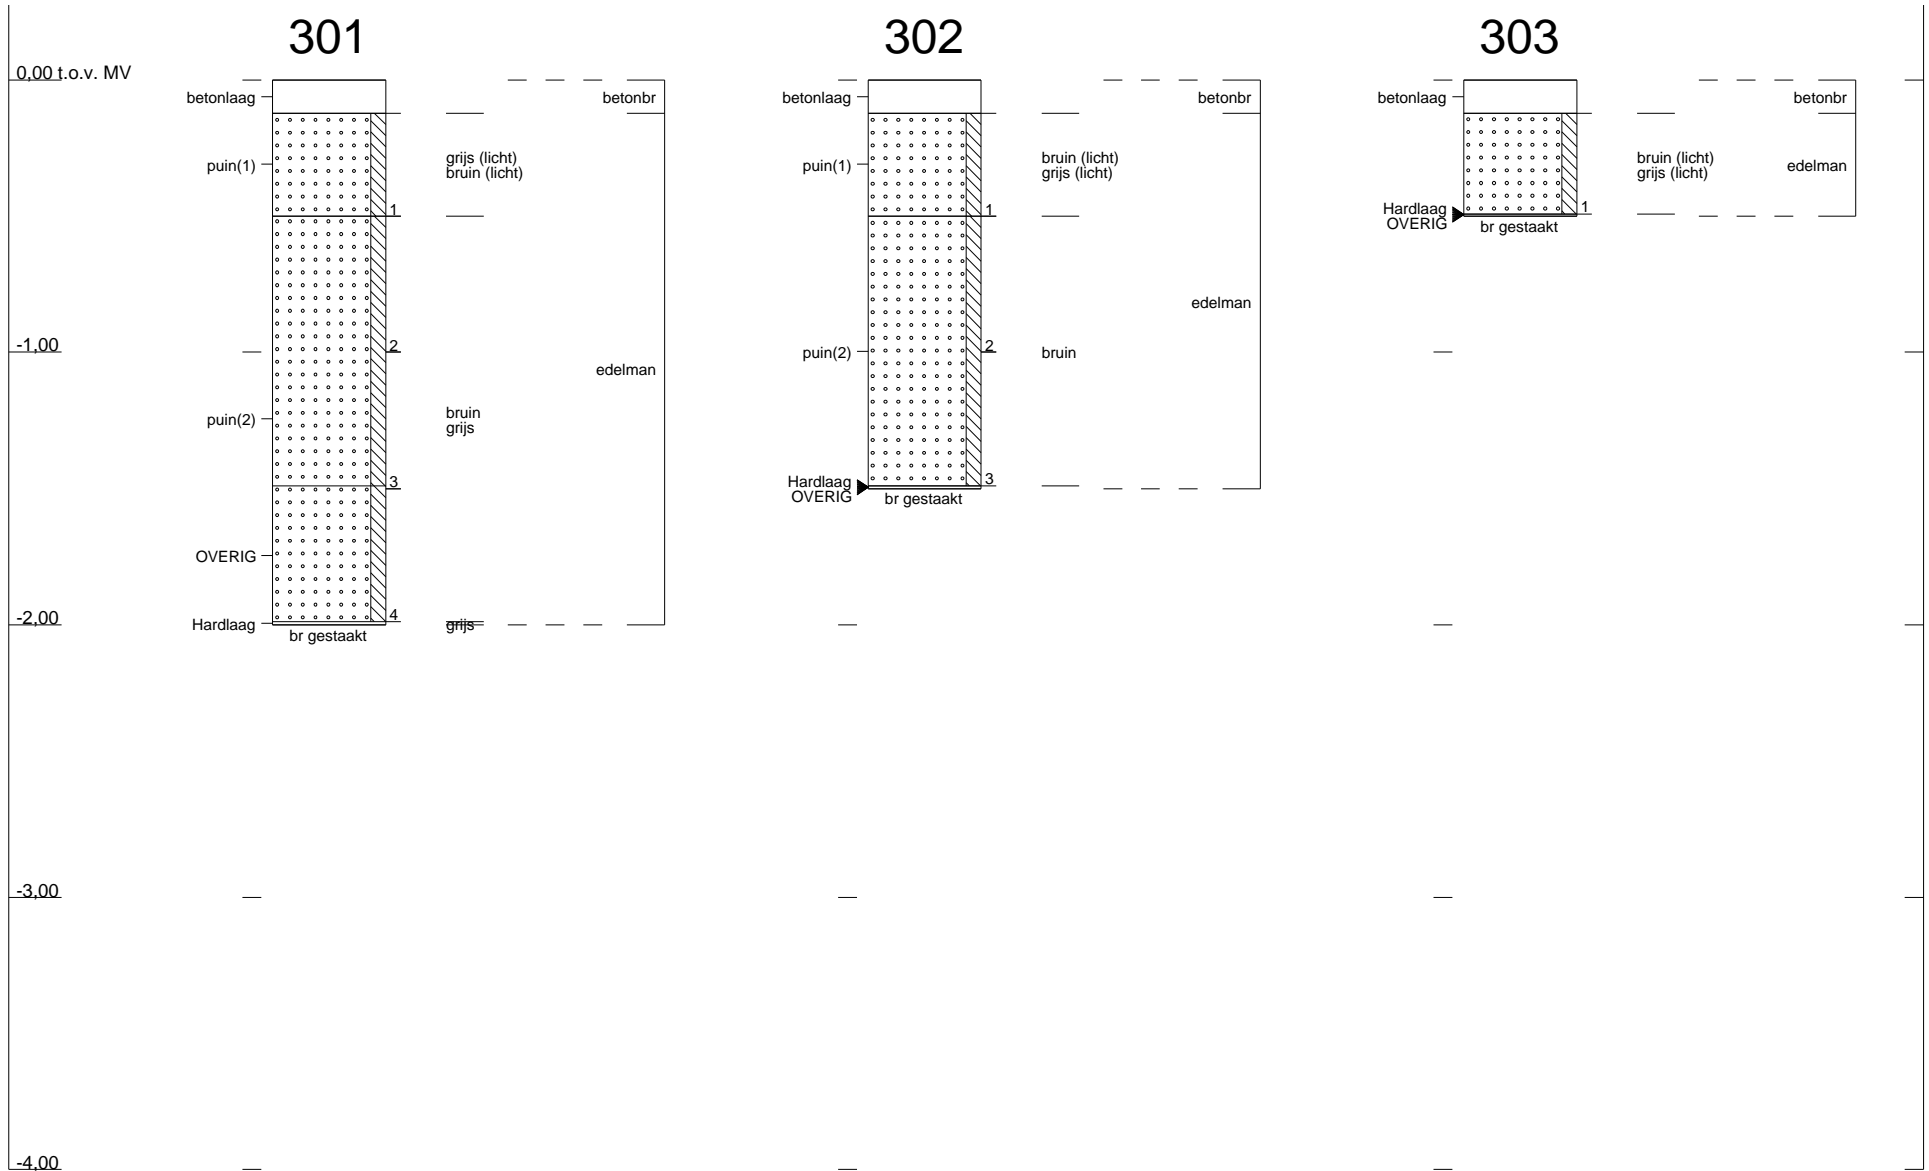 301
302
303
0,00 t.o.v. MV
betonlaag
betonbr
betonlaag
betonbr
betonlaag
betonbr
puin(1)
grijs (licht)
bruin (licht)
puin(1)
bruin (licht)
grijs (licht)
bruin (licht)
grijs (licht)
edelman
1
1
Hardlaag
OVERIG
1
br gestaakt
edelman
-1,00
2
puin(2)
2
bruin
edelman
puin(2)
bruin
grijs
3
Hardlaag
OVERIG
3
br gestaakt
OVERIG
-2,00
Hardlaag
4
grijs
br gestaakt
-3,00
-4,00